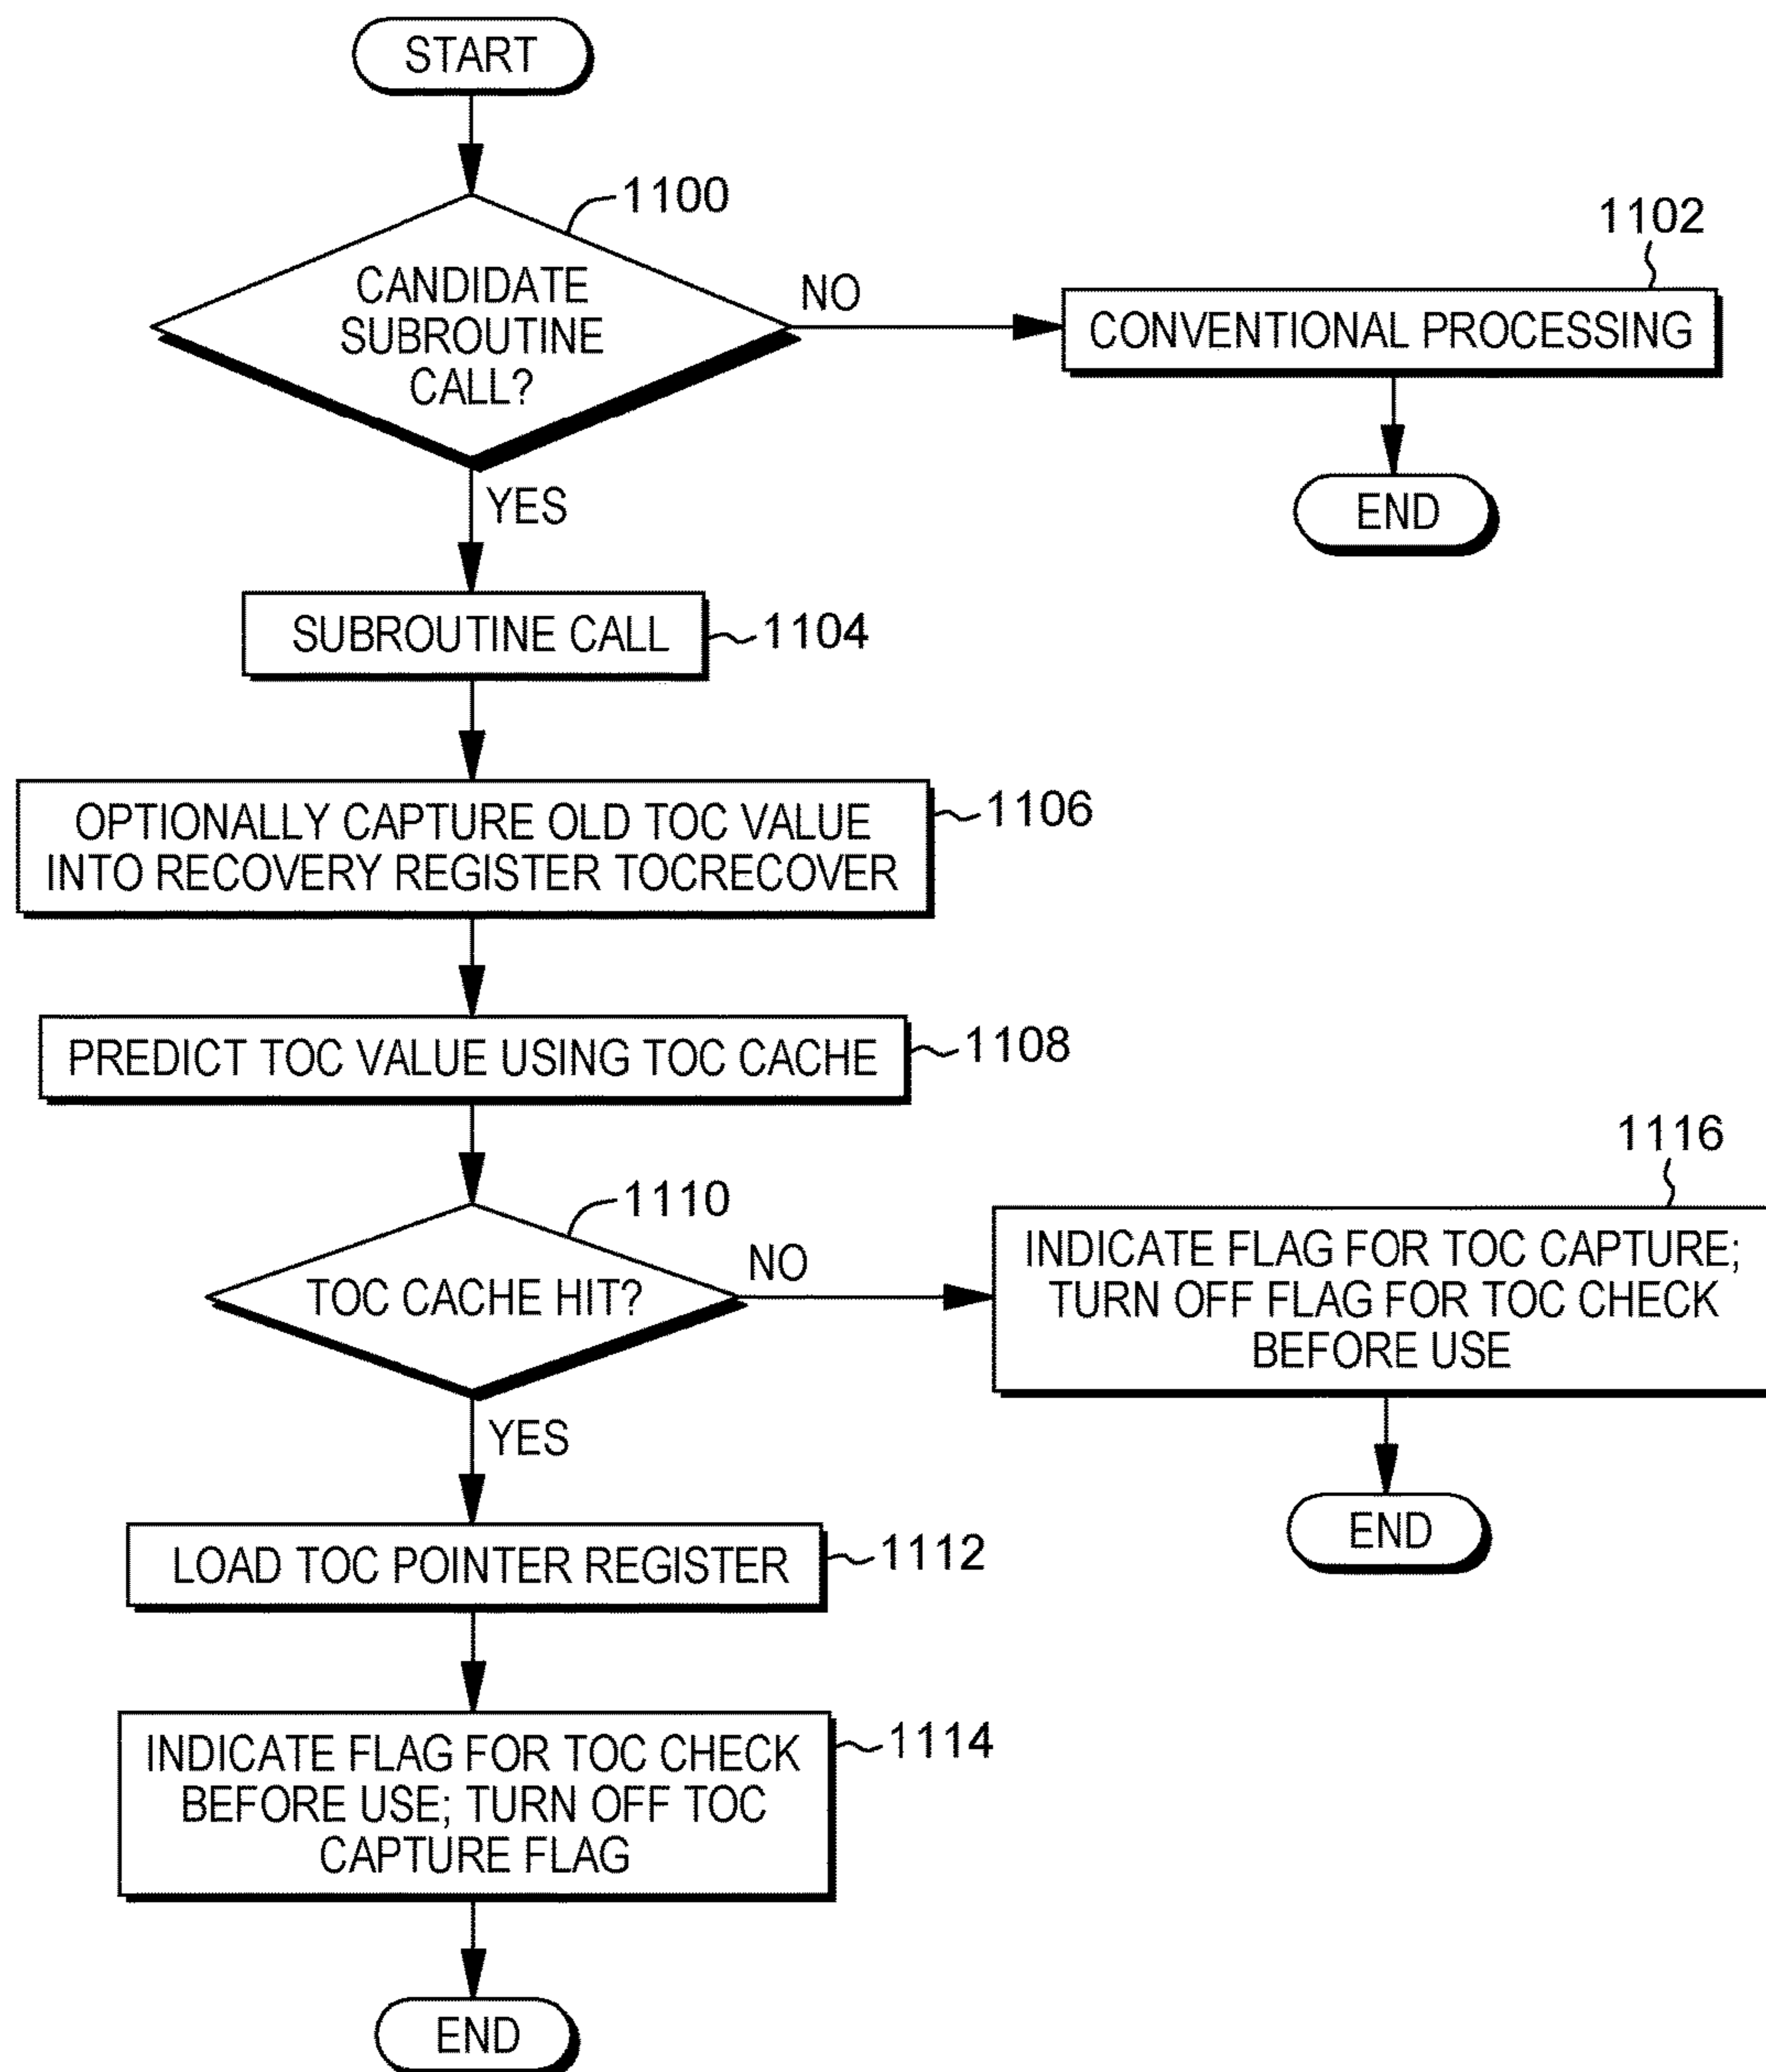 START
1100
CANDIDATE
SUBROUTINE
CALL?
NO
1102
CONVENTIONAL PROCESSING
END
YES
SUBROUTINE CALL
1104
OPTIONALLY CAPTURE OLD TOC VALUE
INTO RECOVERY REGISTER TOCRECOVER
1106
PREDICT TOC VALUE USING TOC CACHE
1108
1110
TOC CACHE HIT?
NO
1116
INDICATE FLAG FOR TOC CAPTURE;
TURN OFF FLAG FOR TOC CHECK
BEFORE USE
END
YES
LOAD TOC POINTER REGISTER
1112
INDICATE FLAG FOR TOC CHECK
BEFORE USE; TURN OFF TOC
CAPTURE FLAG
1114
END